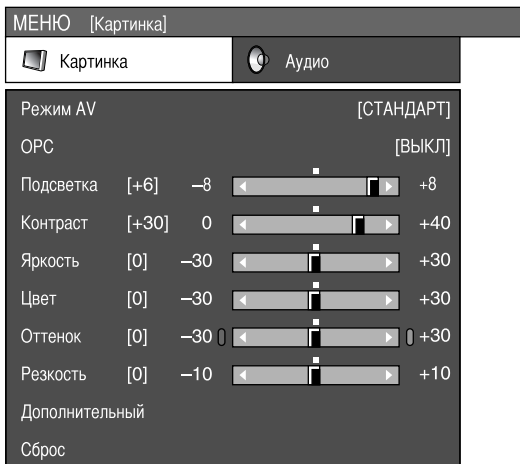 МЕНЮ [Картинка]
Картинка Аудио
Режим AV [СТАНДАРТ]
OPC [ВЫКЛ]
Подсветка [+6] –8 +8
Контраст [+30] 0 +40
Яркость [0] –30 +30
Цвет [0] –30 +30
Оттенок [0] –30 +30
Резкость [0] –10 +10
Дополнительный
Сброс